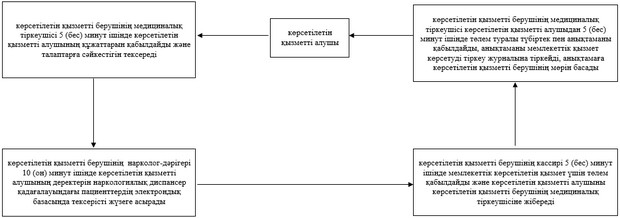 көрсетілетін қызметті берушінің медициналық
тіркеушісі 5 (бес) минут ішінде көрсетілетін
қызметті алушының құжаттарын қабылдайды және
талаптарға сәйкестігін тексереді
көрсетілетін
қызметті алушы
көрсетілетін қызметті берушінің медициналық
тіркеушісі көрсетілетін қызметті алушыдан 5 (бес)
минут ішінде төлем туралы түбіртек пен анықтаманы
қабылдайды, анықтаманы мемлекеттік қызмет
көрсетуді тіркеу журналына тіркейді, анықтамаға
көрсетілетін қызметті берушінің мөрін басады
көрсетілетін қызметті берушінің нарколог-дәрігері
10 (он) минут ішінде көрсетілетін қызметті
алушының деректерін наркологиялық диспансер
қадағалауындағы пациенттердің электрондық
базасында тексерісті жүзеге асырады
көрсетілетін қызметті берушінің кассирі 5 (бес) минут
ішінде мемлекеттік көрсетілетін қызмет үшін төлем
қабылдайды және көрсетілетін қызметті алушыны
көрсетілетін қызметті берушінің медициналық
тіркеушісіне жібереді